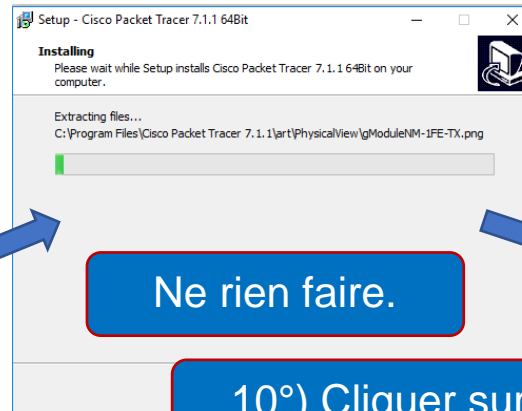 Setup - Cisco Packet Tracer 7.1.1 64Bit
Installing
Please wait while Setup installs Cisco Packet Tracer 7.1.1 64Bit on your
computer.
Extracting files...
C:\Program Files\Cisco Packet Tracer 7.1.1\art\PhysicalView\gModuleNM-1FE-TX.png
Ne rien faire.
10°) Cliquer sur